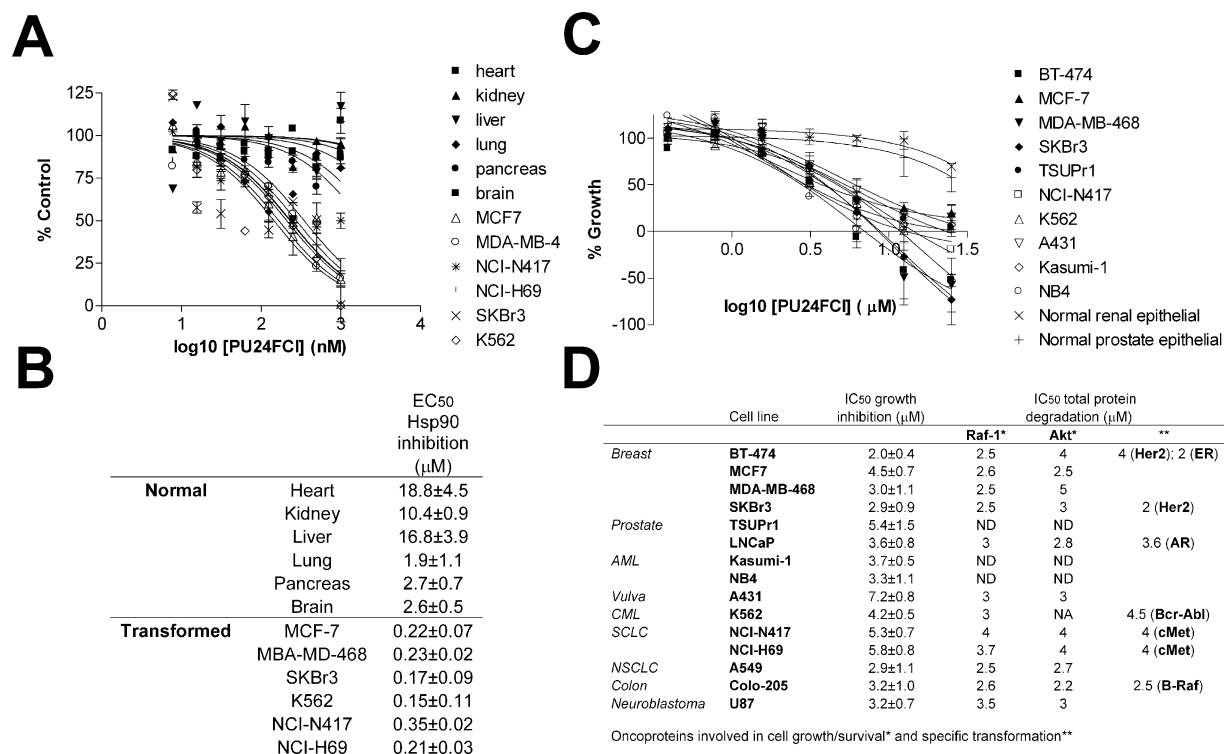 A
125
100
75
50
25
0
% Control
0
1
2
3
4
log10 [PU24FCl] (nM)
heart
kidney
liver
lung
pancreas
brain
MCF7
MDA-MB-4
NCI-N417
NCI-H69
SKBr3
K562
C
100
50
0
-50
-100
% Growth
0.0
0.5
1.0
1.5
log10 [PU24FCl] ( μM)
BT-474
MCF-7
MDA-MB-468
SKBr3
TSUPr1
NCI-N417
K562
A431
Kasumi-1
NB4
Normal renal epithelial
Normal prostate epithelial
B
EC50
Hsp90
inhibition
(μM)
Normal Heart 18.8±4.5
Kidney 10.4±0.9
Liver 16.8±3.9
Lung 1.9±1.1
Pancreas 2.7±0.7
Brain 2.6±0.5
Transformed MCF-7 0.22±0.07
MBA-MD-468 0.23±0.02
SKBr3 0.17±0.09
K562 0.15±0.11
NCI-N417 0.35±0.02
NCI-H69 0.21±0.03
D
Cell line IC50 growth inhibition (μM) IC50 total protein degradation (μM)
Raf-1* Akt* **
Breast BT-474 2.0±0.4 2.5 4 4 (Her2); 2 (ER)
MCF7 4.5±0.7 2.6 2.5
MDA-MB-468 3.0±1.1 2.5 5
SKBr3 2.9±0.9 2.5 3 2 (Her2)
Prostate TSUPr1 5.4±1.5 ND ND
LNCaP 3.6±0.8 3 2.8 3.6 (AR)
AML Kasumi-1 3.7±0.5 ND ND
NB4 3.3±1.1 ND ND
Vulva A431 7.2±0.8 3 3
CML K562 4.2±0.5 3 NA 4.5 (Bcr-Abl)
SCLC NCI-N417 5.3±0.7 4 4 4 (cMet)
NCI-H69 5.8±0.8 3.7 4 4 (cMet)
NSCLC A549 2.9±1.1 2.5 2.7
Colon Colo-205 3.2±1.0 2.6 2.2 2.5 (B-Raf)
Neuroblastoma U87 3.2±0.7 3.5 3
Oncoproteins involved in cell growth/survival* and specific transformation**